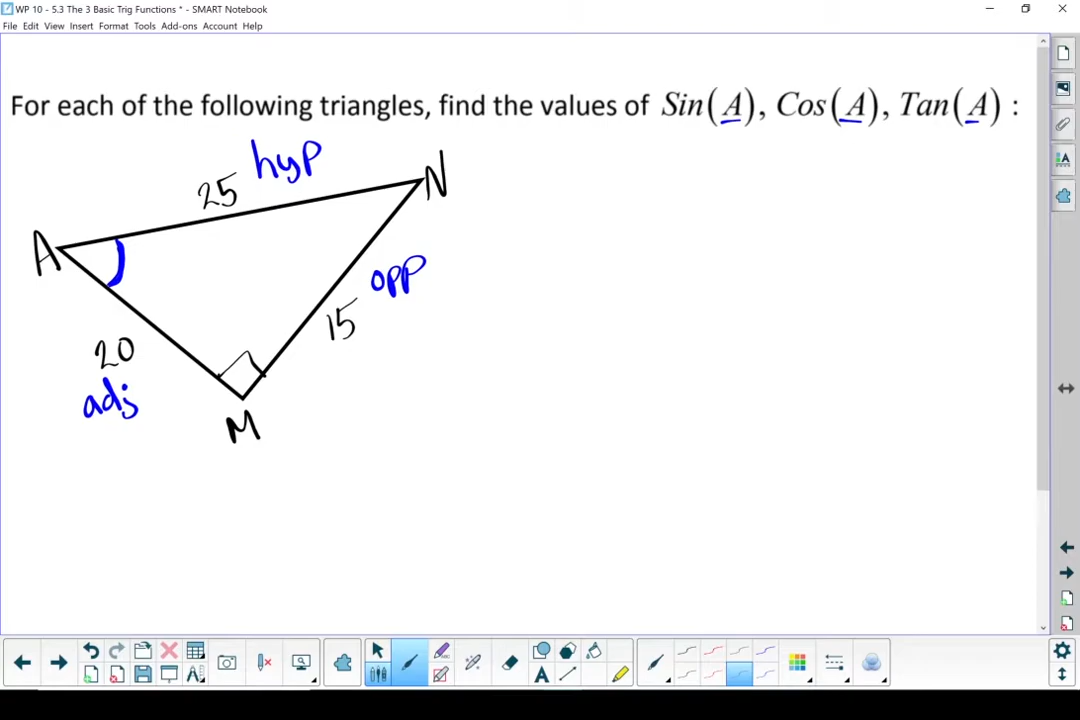 WP 10 - 5.3 The 3 Basic Trig Functions * - SMART Notebook
File Edit View Insert Format Tools Add-ons Account Help
For each of the following triangles, find the values of Sin(A), Cos(A), Tan(A) :
hyp
25
N
A
opp
15
20
adj
M